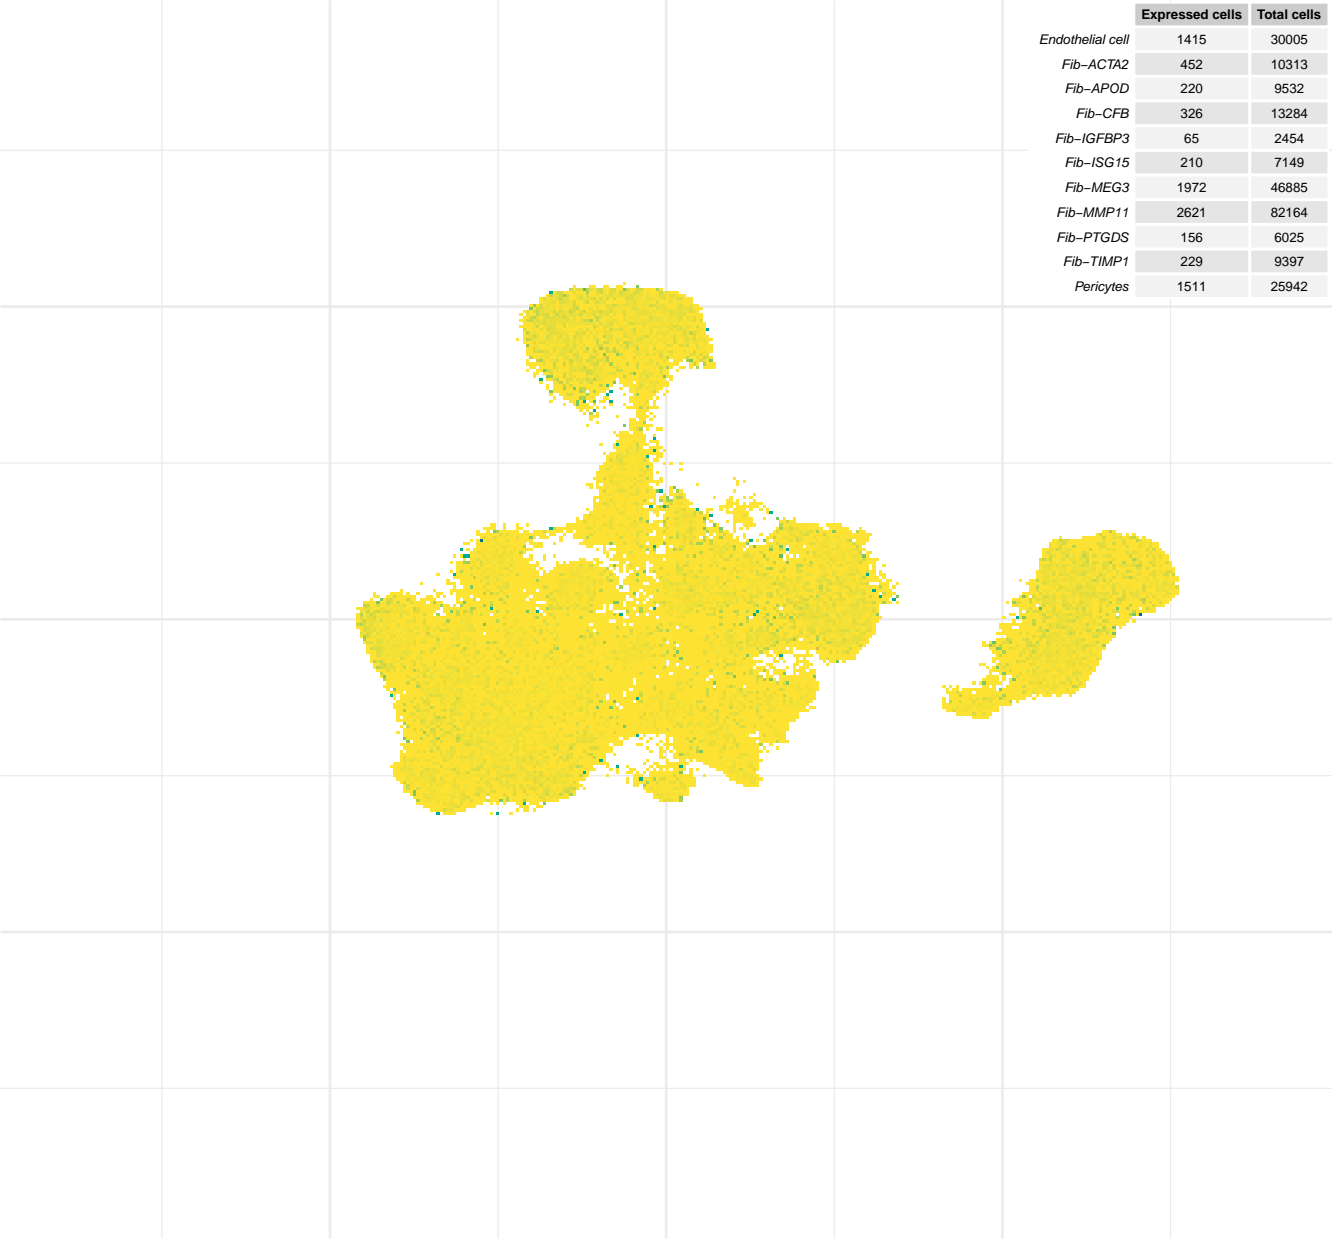 Expressed cells Total cells
Endothelial cell 1415 30005
Fib−ACTA2 452 10313
Fib−APOD 220 9532
Fib−CFB 326 13284
Fib−IGFBP3 65 2454
Fib−ISG15 210 7149
Fib−MEG3 1972 46885
Fib−MMP11 2621 82164
Fib−PTGDS 156 6025
Fib−TIMP1 229 9397
Pericytes 1511 25942